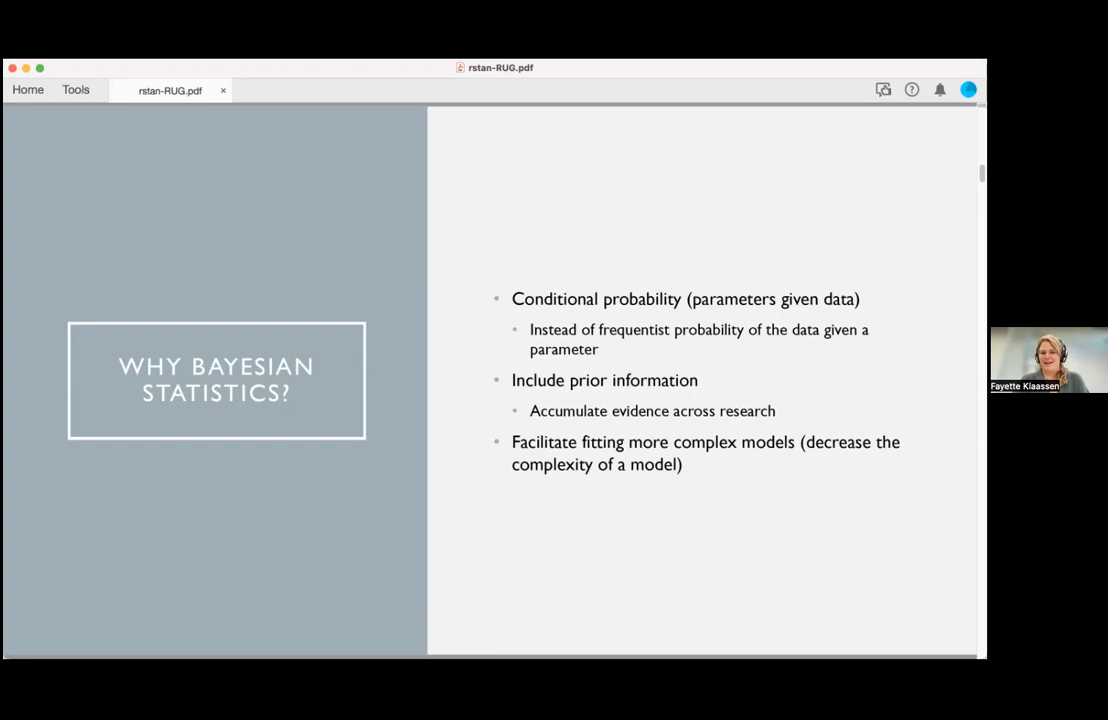 rstan-RUG.pdf
Home Tools rstan-RUG.pdf ×
WHY BAYESIAN
STATISTICS?
• Conditional probability (parameters given data)
• Instead of frequentist probability of the data given a
parameter
• Include prior information
• Accumulate evidence across research
• Facilitate fitting more complex models (decrease the
complexity of a model)
Fayette Klaassen